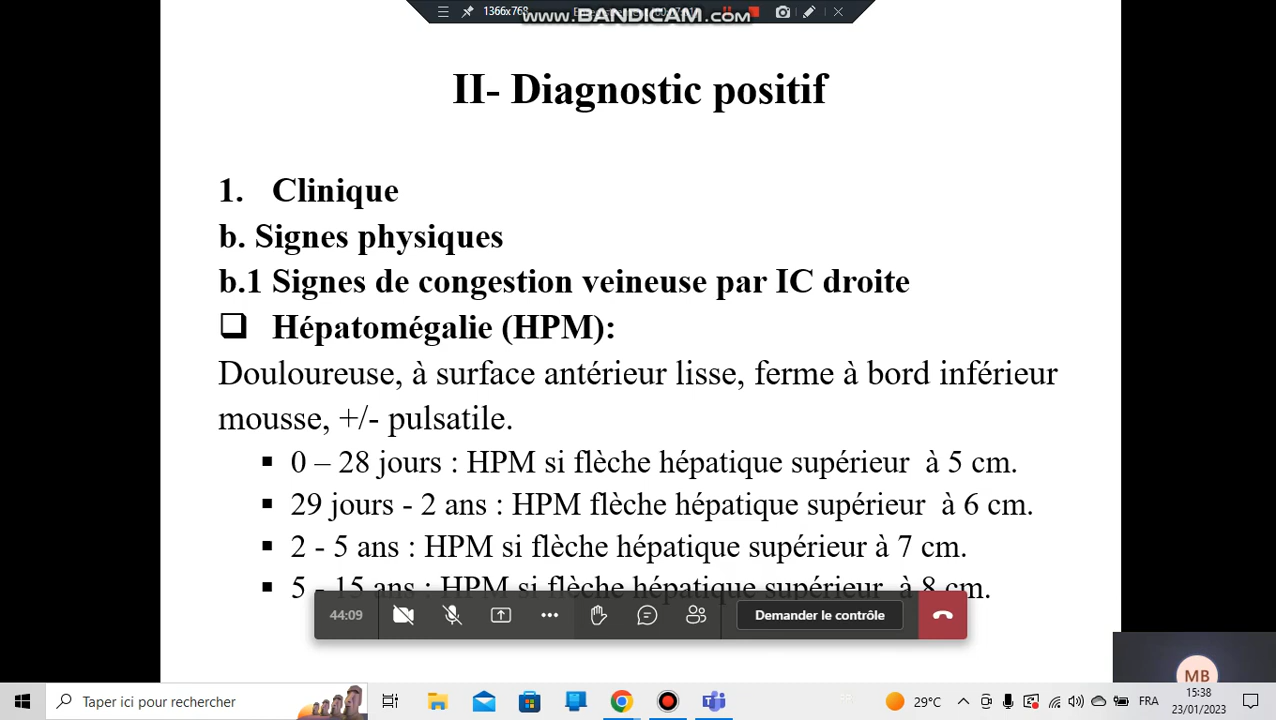 1366x768
www.BANDICAM.com
II- Diagnostic positif
1. Clinique
b. Signes physiques
b.1 Signes de congestion veineuse par IC droite
❑ Hépatomégalie (HPM):
Douloureuse, à surface antérieur lisse, ferme à bord inférieur
mousse, +/- pulsatile.
▪ 0 – 28 jours : HPM si flèche hépatique supérieur à 5 cm.
▪ 29 jours - 2 ans : HPM flèche hépatique supérieur à 6 cm.
▪ 2 - 5 ans : HPM si flèche hépatique supérieur à 7 cm.
▪ 5 - 15 ans : HPM si flèche hépatique supérieur à 8 cm.
44:09
Demander le contrôle
MB
Taper ici pour rechercher
29°C
FRA
15:38
23/01/2023